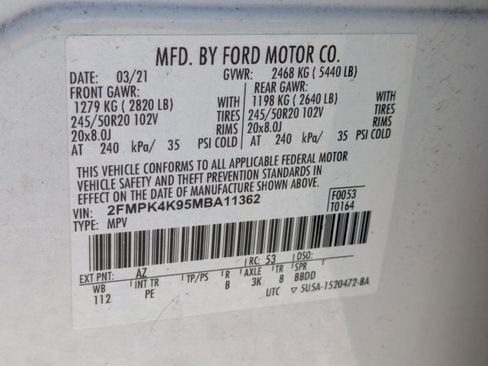 MFD. BY FORD MOTOR CO.
DATE: 03/21 GVWR: 2468 KG ( 5440 LB)
FRONT GAWR: REAR GAWR:
1279 KG ( 2820 LB) WITH 1198 KG ( 2640 LB) WITH
245/50R20 102V TIRES 245/50R20 102V TIRES
20x8.0J RIMS 20x8.0J RIMS
AT 240 kPa/ 35 PSI COLD AT 240 kPa/ 35 PSI COLD
THIS VEHICLE CONFORMS TO ALL APPLICABLE FEDERAL MOTOR
VEHICLE SAFETY, BUMPER, AND THEFT PREVENTION STANDARDS IN
EFFECT ON THE DATE OF MANUFACTURE SHOWN ABOVE.
VIN: 2FMPK4K95MBA11362 F0053
TYPE: MPV T0164
EXT PNT: AZ RC: 53 DSO:
WB INT TR TP/PS R AXLE TR SPR
112 PE B 3K 8 BBDD
UTC ▽ 5U5A-1520472-BA